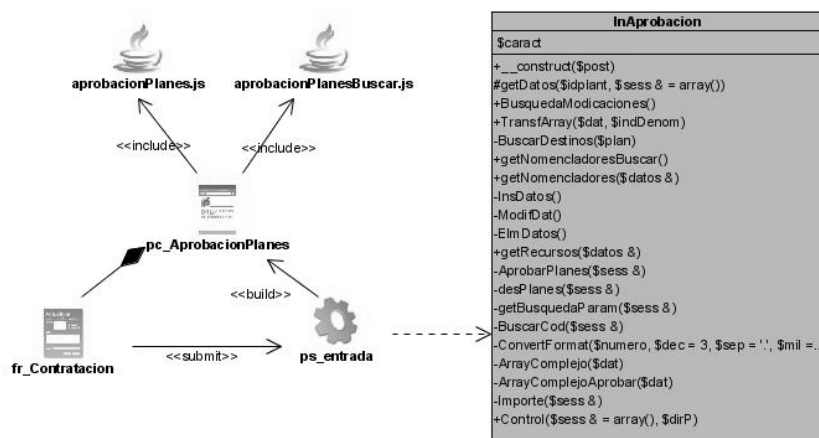 aprobacionPlanes.js
aprobacionPlanesBuscar.js
<<include>>
<<include>>
pc_AprobacionPlanes
<<build>>
fr_Contratacion
<<submit>>
ps_entrada
InAprobacion
$caract
+__construct($post)
#getDatos($idplant, $sess & = array())
+BusquedaModicaciones()
+TransfArray($dat, $indDenom)
-BuscarDestinos($plan)
+getNomencladoresBuscar()
+getNomencladores($datos &)
-InsDatos()
-ModifDat()
-ElmDatos()
+getRecursos($datos &)
-AprobarPlanes($sess &)
-desPlanes($sess &)
-getBusquedaParam($sess &)
-BuscarCod($sess &)
-ConvertFormat($numero, $dec = 3, $sep = '.', $mil =...
-ArrayComplejo($dat)
-ArrayComplejoAprobar($dat)
-Importe($sess &)
+Control($sess & = array(), $dirP)